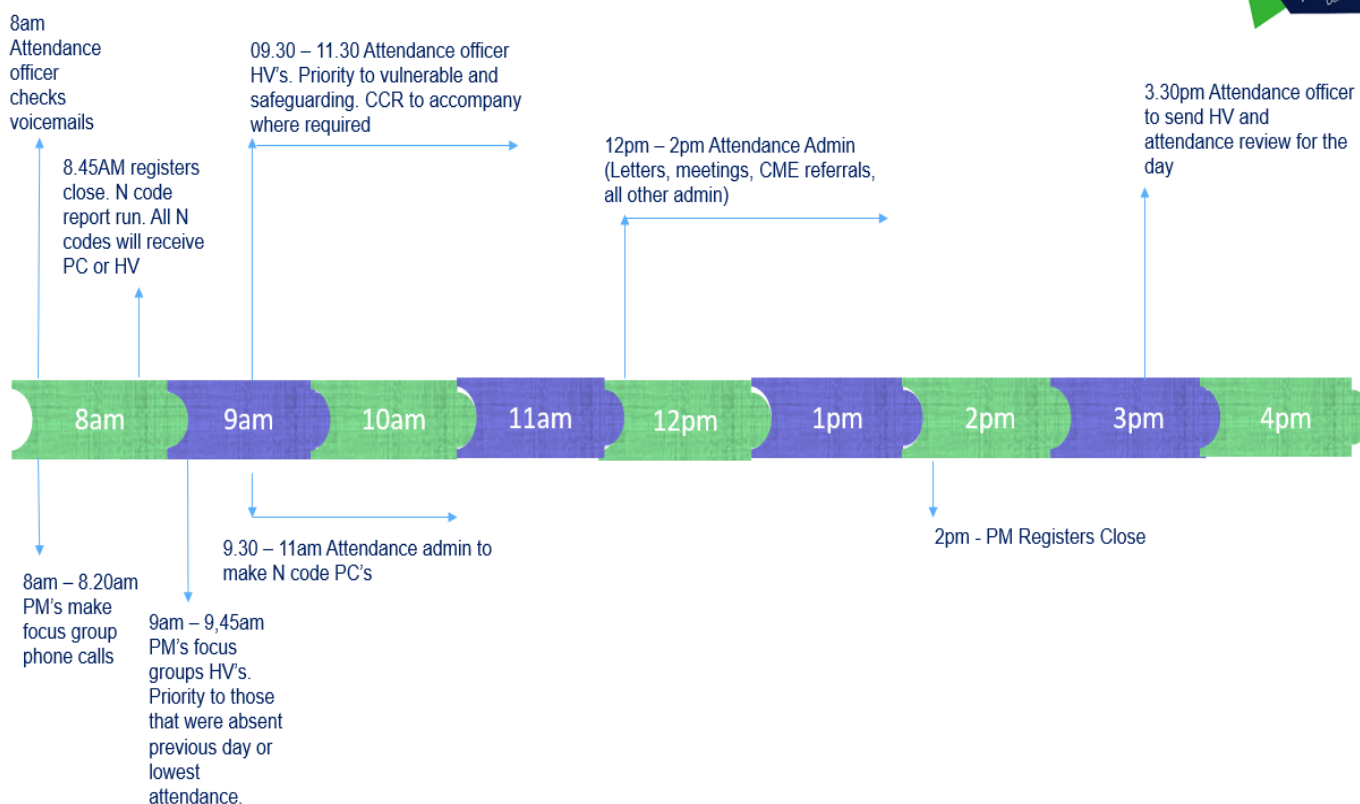 8am
Attendance
officer
checks
voicemails
8.45AM registers
close. N code
report run. All N
codes will receive
PC or HV
09.30 – 11.30 Attendance officer
HV's. Priority to vulnerable and
safeguarding. CCR to accompany
where required
12pm – 2pm Attendance Admin
(Letters, meetings, CME referrals,
all other admin)
3.30pm Attendance officer
to send HV and
attendance review for the
day
8am
9am
10am
11am
12pm
1pm
2pm
3pm
4pm
8am – 8.20am
PM's make
focus group
phone calls
9am – 9,45am
PM's focus
groups HV's.
Priority to those
that were absent
previous day or
lowest
attendance.
9.30 – 11am Attendance admin to
make N code PC's
2pm - PM Registers Close